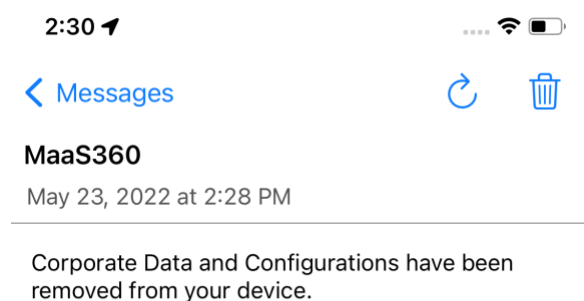 2:30
Messages
MaaS360
May 23, 2022 at 2:28 PM
Corporate Data and Configurations have been
removed from your device.